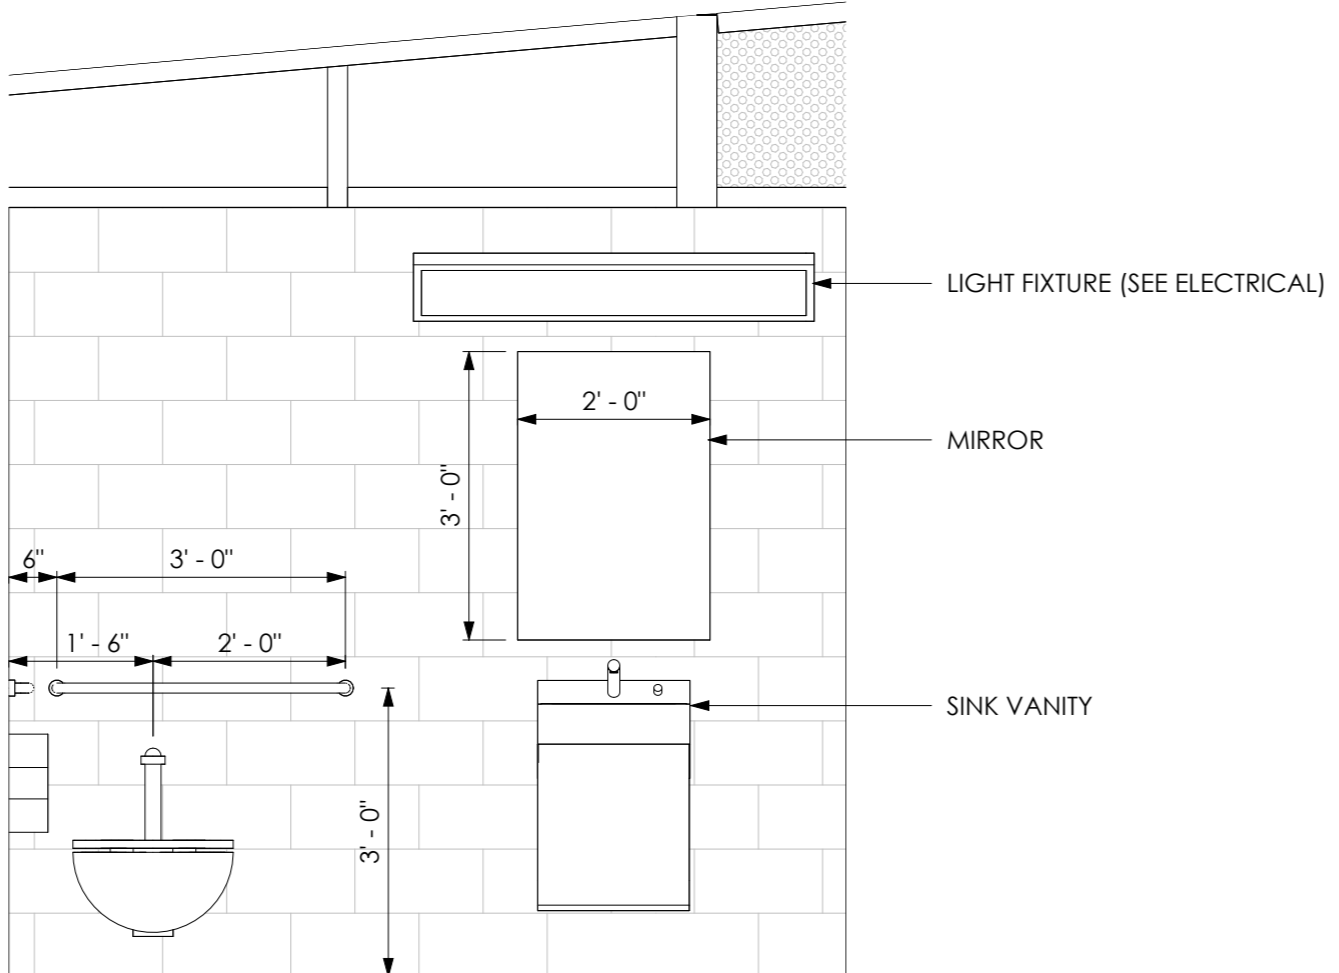 LIGHT FIXTURE (SEE ELECTRICAL)
2' - 0"
MIRROR
3' - 0"
6"
3' - 0"
1' - 6"
2' - 0"
SINK VANITY
3' - 0"